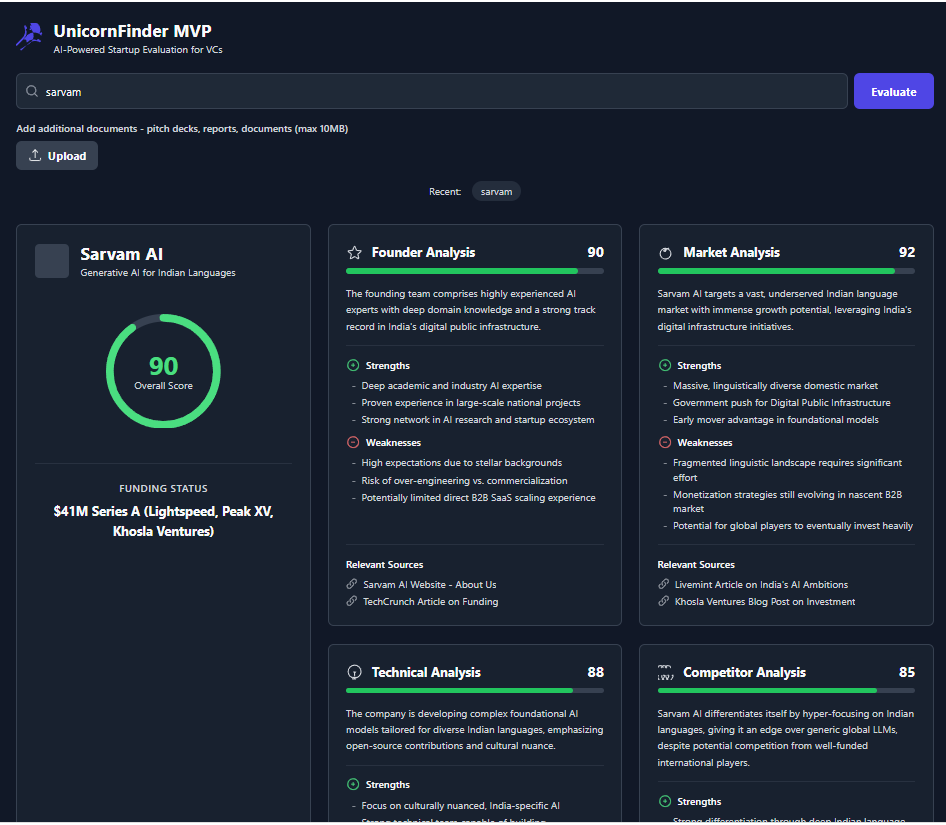 UnicornFinder MVP
AI-Powered Startup Evaluation for VCs
sarvam
Evaluate
Add additional documents - pitch decks, reports, documents (max 10MB)
Upload
Recent:
sarvam
Sarvam AI
Generative AI for Indian Languages
90
Overall Score
FUNDING STATUS
$41M Series A (Lightspeed, Peak XV,
Khosla Ventures)
Founder Analysis
90
The founding team comprises highly experienced AI
experts with deep domain knowledge and a strong track
record in India's digital public infrastructure.
Strengths
- Deep academic and industry AI expertise
- Proven experience in large-scale national projects
- Strong network in AI research and startup ecosystem
Weaknesses
- High expectations due to stellar backgrounds
- Risk of over-engineering vs. commercialization
- Potentially limited direct B2B SaaS scaling experience
Relevant Sources
Sarvam AI Website - About Us
TechCrunch Article on Funding
Market Analysis
92
Sarvam AI targets a vast, underserved Indian language
market with immense growth potential, leveraging India's
digital infrastructure initiatives.
Strengths
- Massive, linguistically diverse domestic market
- Government push for Digital Public Infrastructure
- Early mover advantage in foundational models
Weaknesses
- Fragmented linguistic landscape requires significant
effort
- Monetization strategies still evolving in nascent B2B
market
- Potential for global players to eventually invest heavily
Relevant Sources
Livemint Article on India's AI Ambitions
Khosla Ventures Blog Post on Investment
Technical Analysis
88
The company is developing complex foundational AI
models tailored for diverse Indian languages, emphasizing
open-source contributions and cultural nuance.
Strengths
- Focus on culturally nuanced, India-specific AI
- Strong technical team capable of building
Competitor Analysis
85
Sarvam AI differentiates itself by hyper-focusing on Indian
languages, giving it an edge over generic global LLMs,
despite potential competition from well-funded
international players.
Strengths
- Strong differentiation through deep Indian language